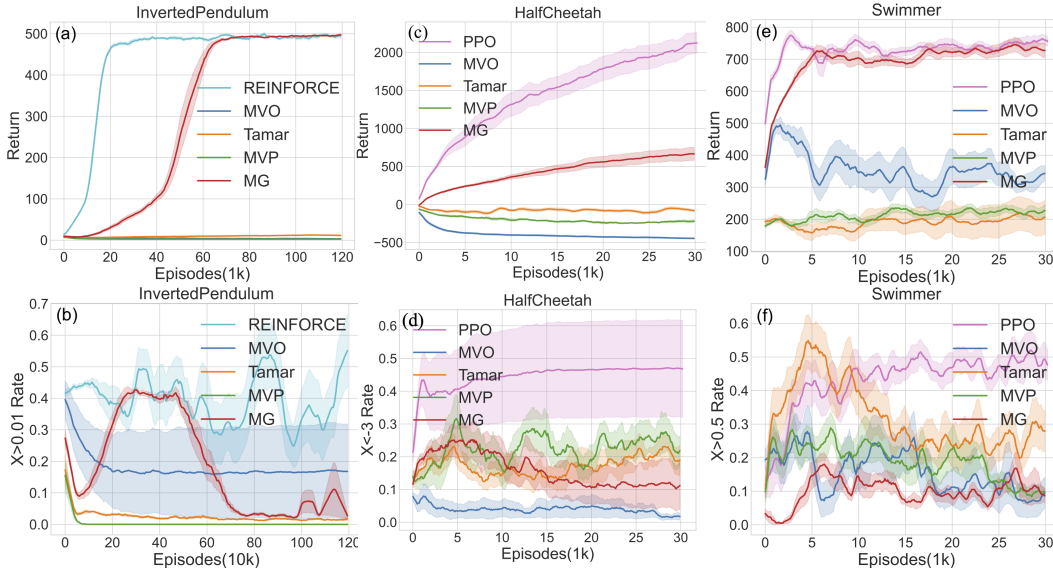 InvertedPendulum
(a)
Return
500
400
300
200
100
0
REINFORCE
MVO
Tamar
MVP
MG
0 20 40 60 80 100 120
Episodes(1k)
HalfCheetah
(c)
Return
2000
1500
1000
500
0
−500
PPO
MVO
Tamar
MVP
MG
0 5 10 15 20 25 30
Episodes(1k)
Swimmer
(e)
Return
800
700
600
500
400
300
200
100
PPO
MVO
Tamar
MVP
MG
0 5 10 15 20 25 30
Episodes(1k)
InvertedPendulum
(b)
X>0.01 Rate
0.7
0.6
0.5
0.4
0.3
0.2
0.1
0.0
REINFORCE
MVO
Tamar
MVP
MG
0 20 40 60 80 100 120
Episodes(10k)
HalfCheetah
(d)
X<-3 Rate
0.6
0.5
0.4
0.3
0.2
0.1
0.0
PPO
MVO
Tamar
MVP
MG
0 5 10 15 20 25 30
Episodes(1k)
Swimmer
(f)
X>0.5 Rate
0.6
0.5
0.4
0.3
0.2
0.1
0.0
PPO
MVO
Tamar
MVP
MG
0 5 10 15 20 25 30
Episodes(1k)